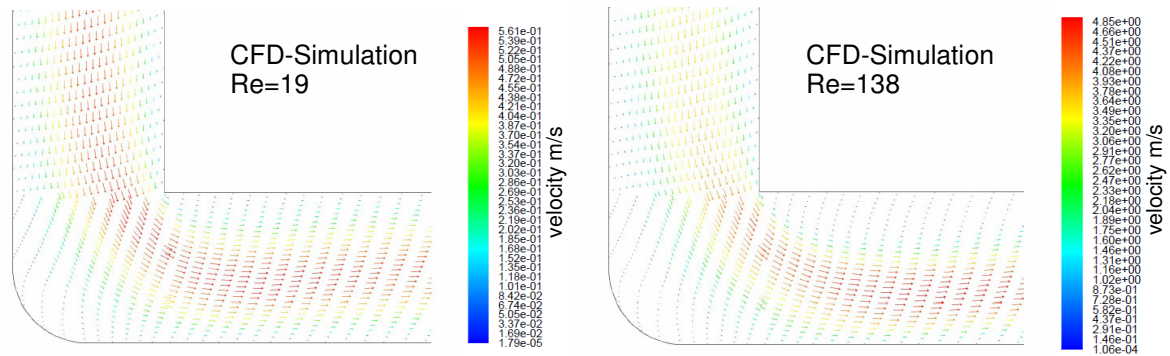 CFD-Simulation
Re=19
5.61e-01
5.39e-01
5.22e-01
5.05e-01
4.88e-01
4.72e-01
4.55e-01
4.38e-01
4.21e-01
4.04e-01
3.87e-01
3.70e-01
3.54e-01
3.37e-01
3.20e-01
3.03e-01
2.86e-01
2.69e-01
2.53e-01
2.36e-01
2.19e-01
2.02e-01
1.85e-01
1.68e-01
1.52e-01
1.35e-01
1.18e-01
1.01e-01
8.42e-02
6.74e-02
5.05e-02
3.37e-02
1.69e-02
1.79e-05
velocity m/s
CFD-Simulation
Re=138
4.85e+00
4.66e+00
4.51e+00
4.37e+00
4.22e+00
4.08e+00
3.93e+00
3.78e+00
3.64e+00
3.49e+00
3.35e+00
3.20e+00
3.06e+00
2.91e+00
2.77e+00
2.62e+00
2.47e+00
2.33e+00
2.18e+00
2.04e+00
1.89e+00
1.75e+00
1.60e+00
1.46e+00
1.31e+00
1.16e+00
1.02e+00
8.73e-01
7.28e-01
5.82e-01
4.37e-01
2.91e-01
1.46e-01
1.06e-04
velocity m/s